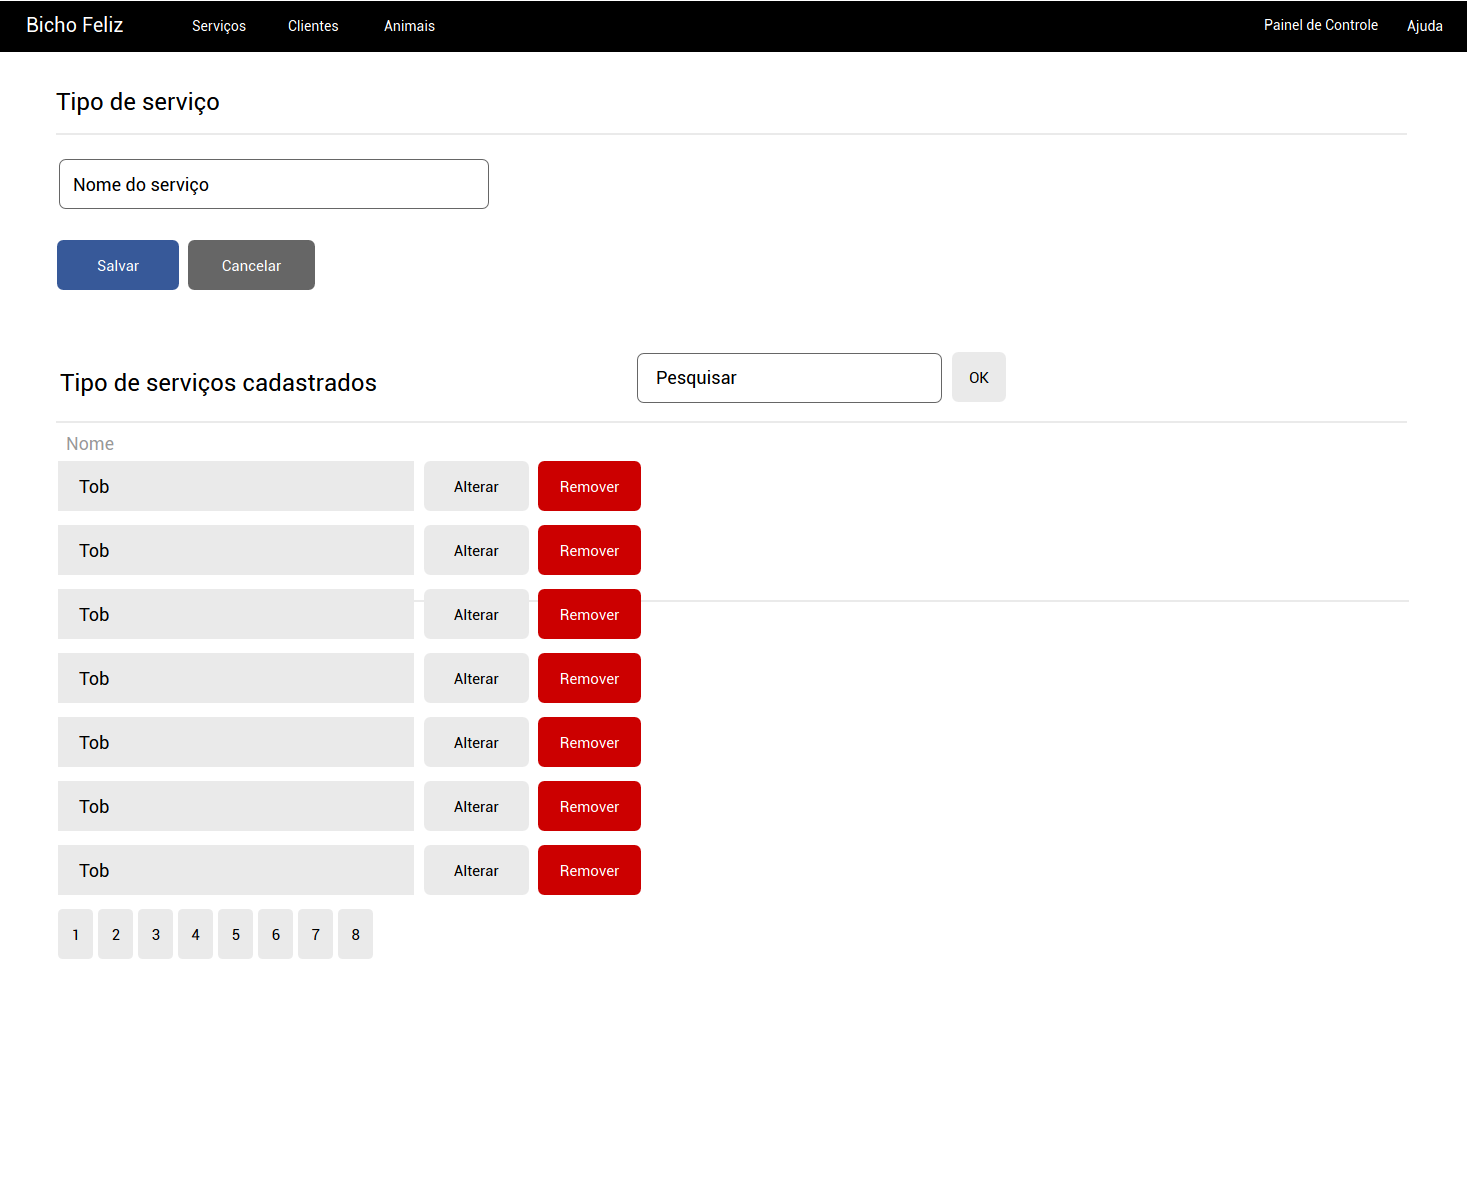 Bicho Feliz Serviços Clientes Animais Painel de Controle Ajuda
Tipo de serviço
Nome do serviço
Salvar Cancelar
Tipo de serviços cadastrados Pesquisar OK
Nome
Tob Alterar Remover
Tob Alterar Remover
Tob Alterar Remover
Tob Alterar Remover
Tob Alterar Remover
Tob Alterar Remover
Tob Alterar Remover
1 2 3 4 5 6 7 8